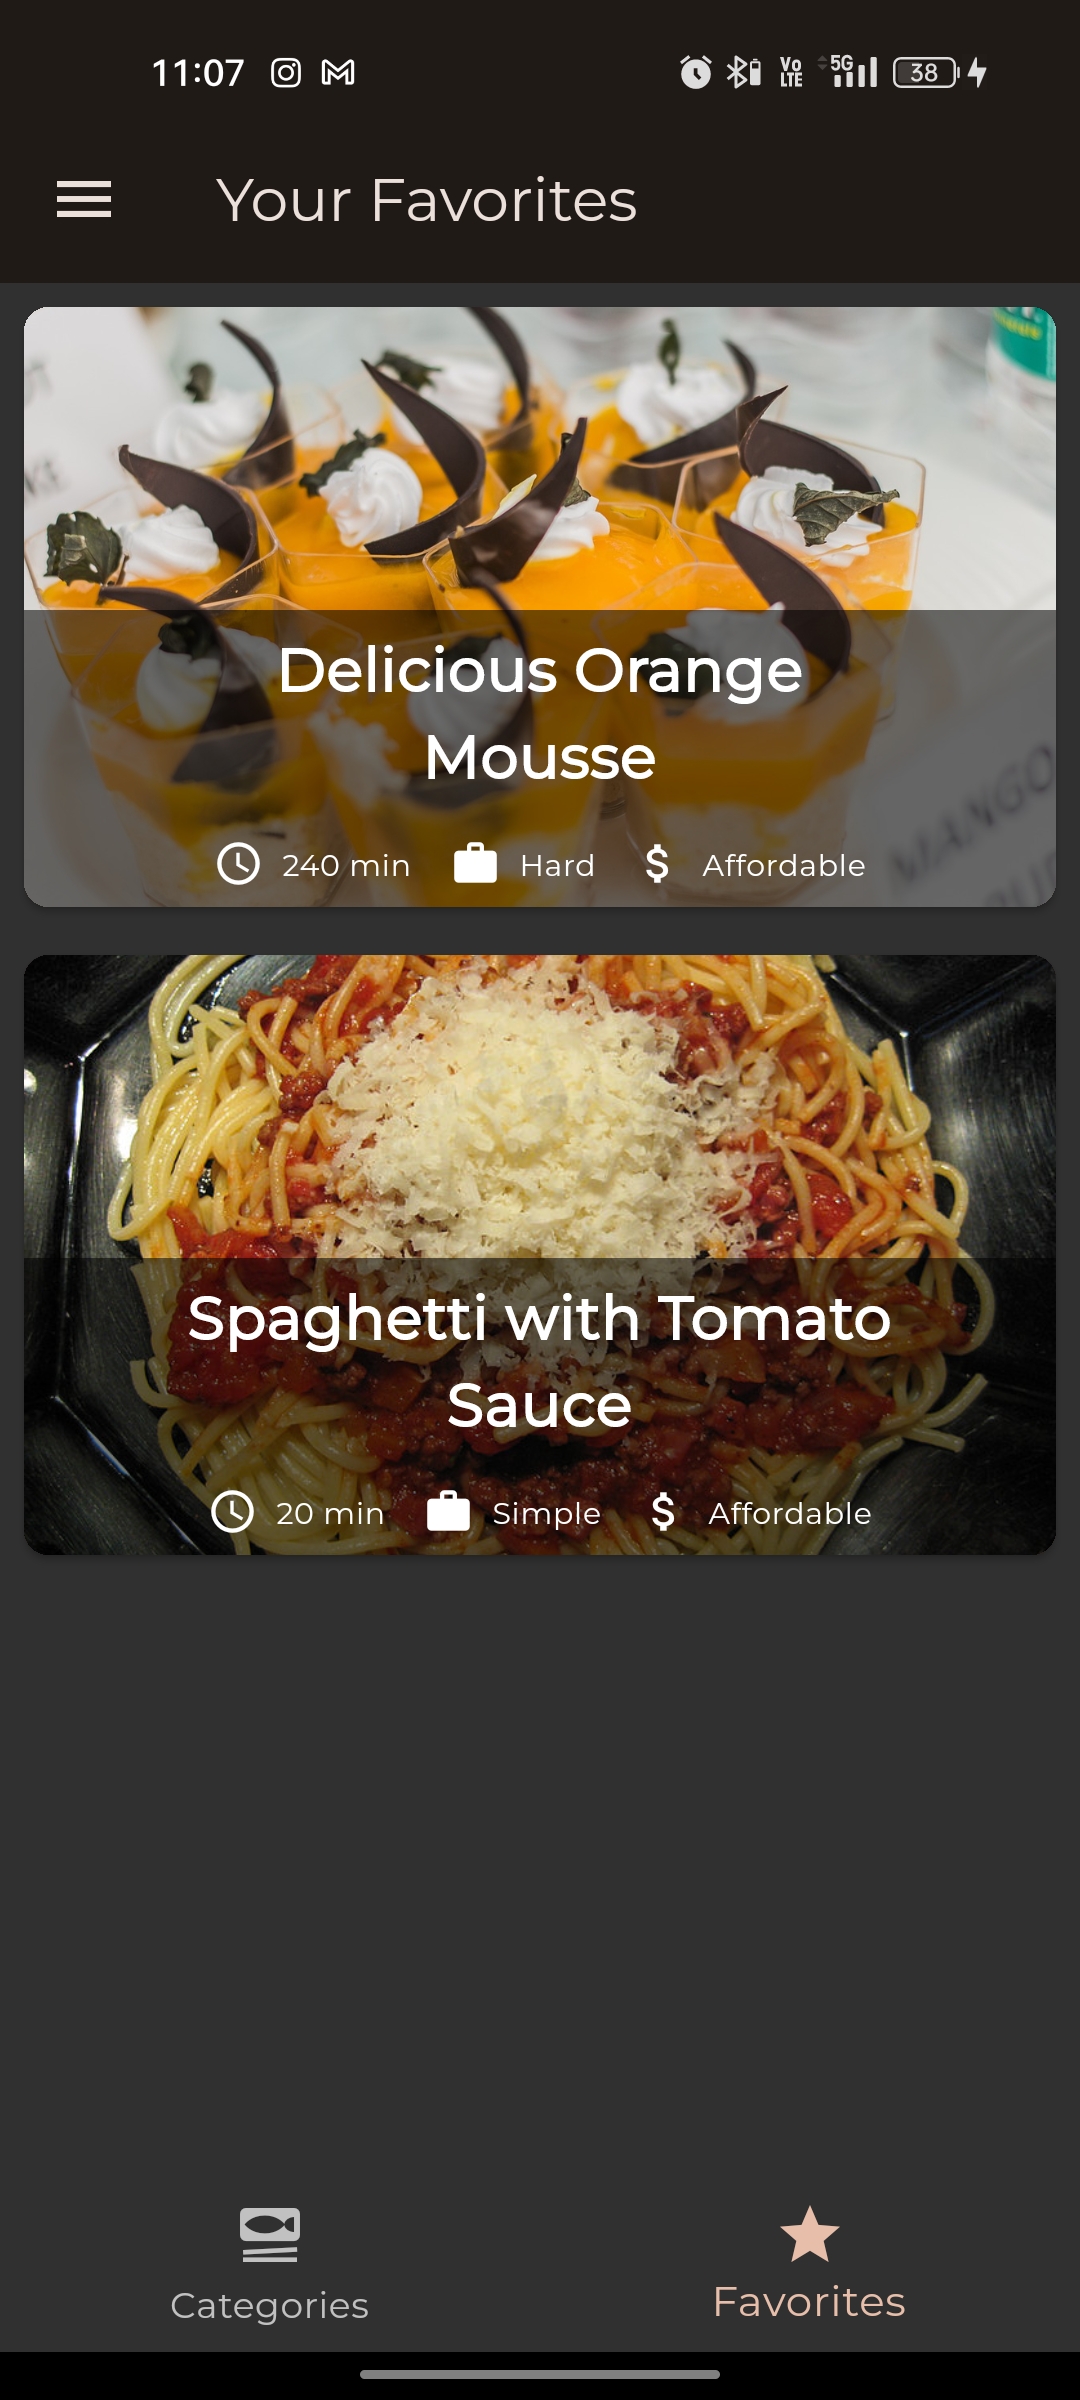 11:07 Vo LTE 5G 38
Your Favorites
Delicious Orange
Mousse
MANGO
240 min Hard $ Affordable
Spaghetti with Tomato
Sauce
20 min Simple $ Affordable
Categories Favorites